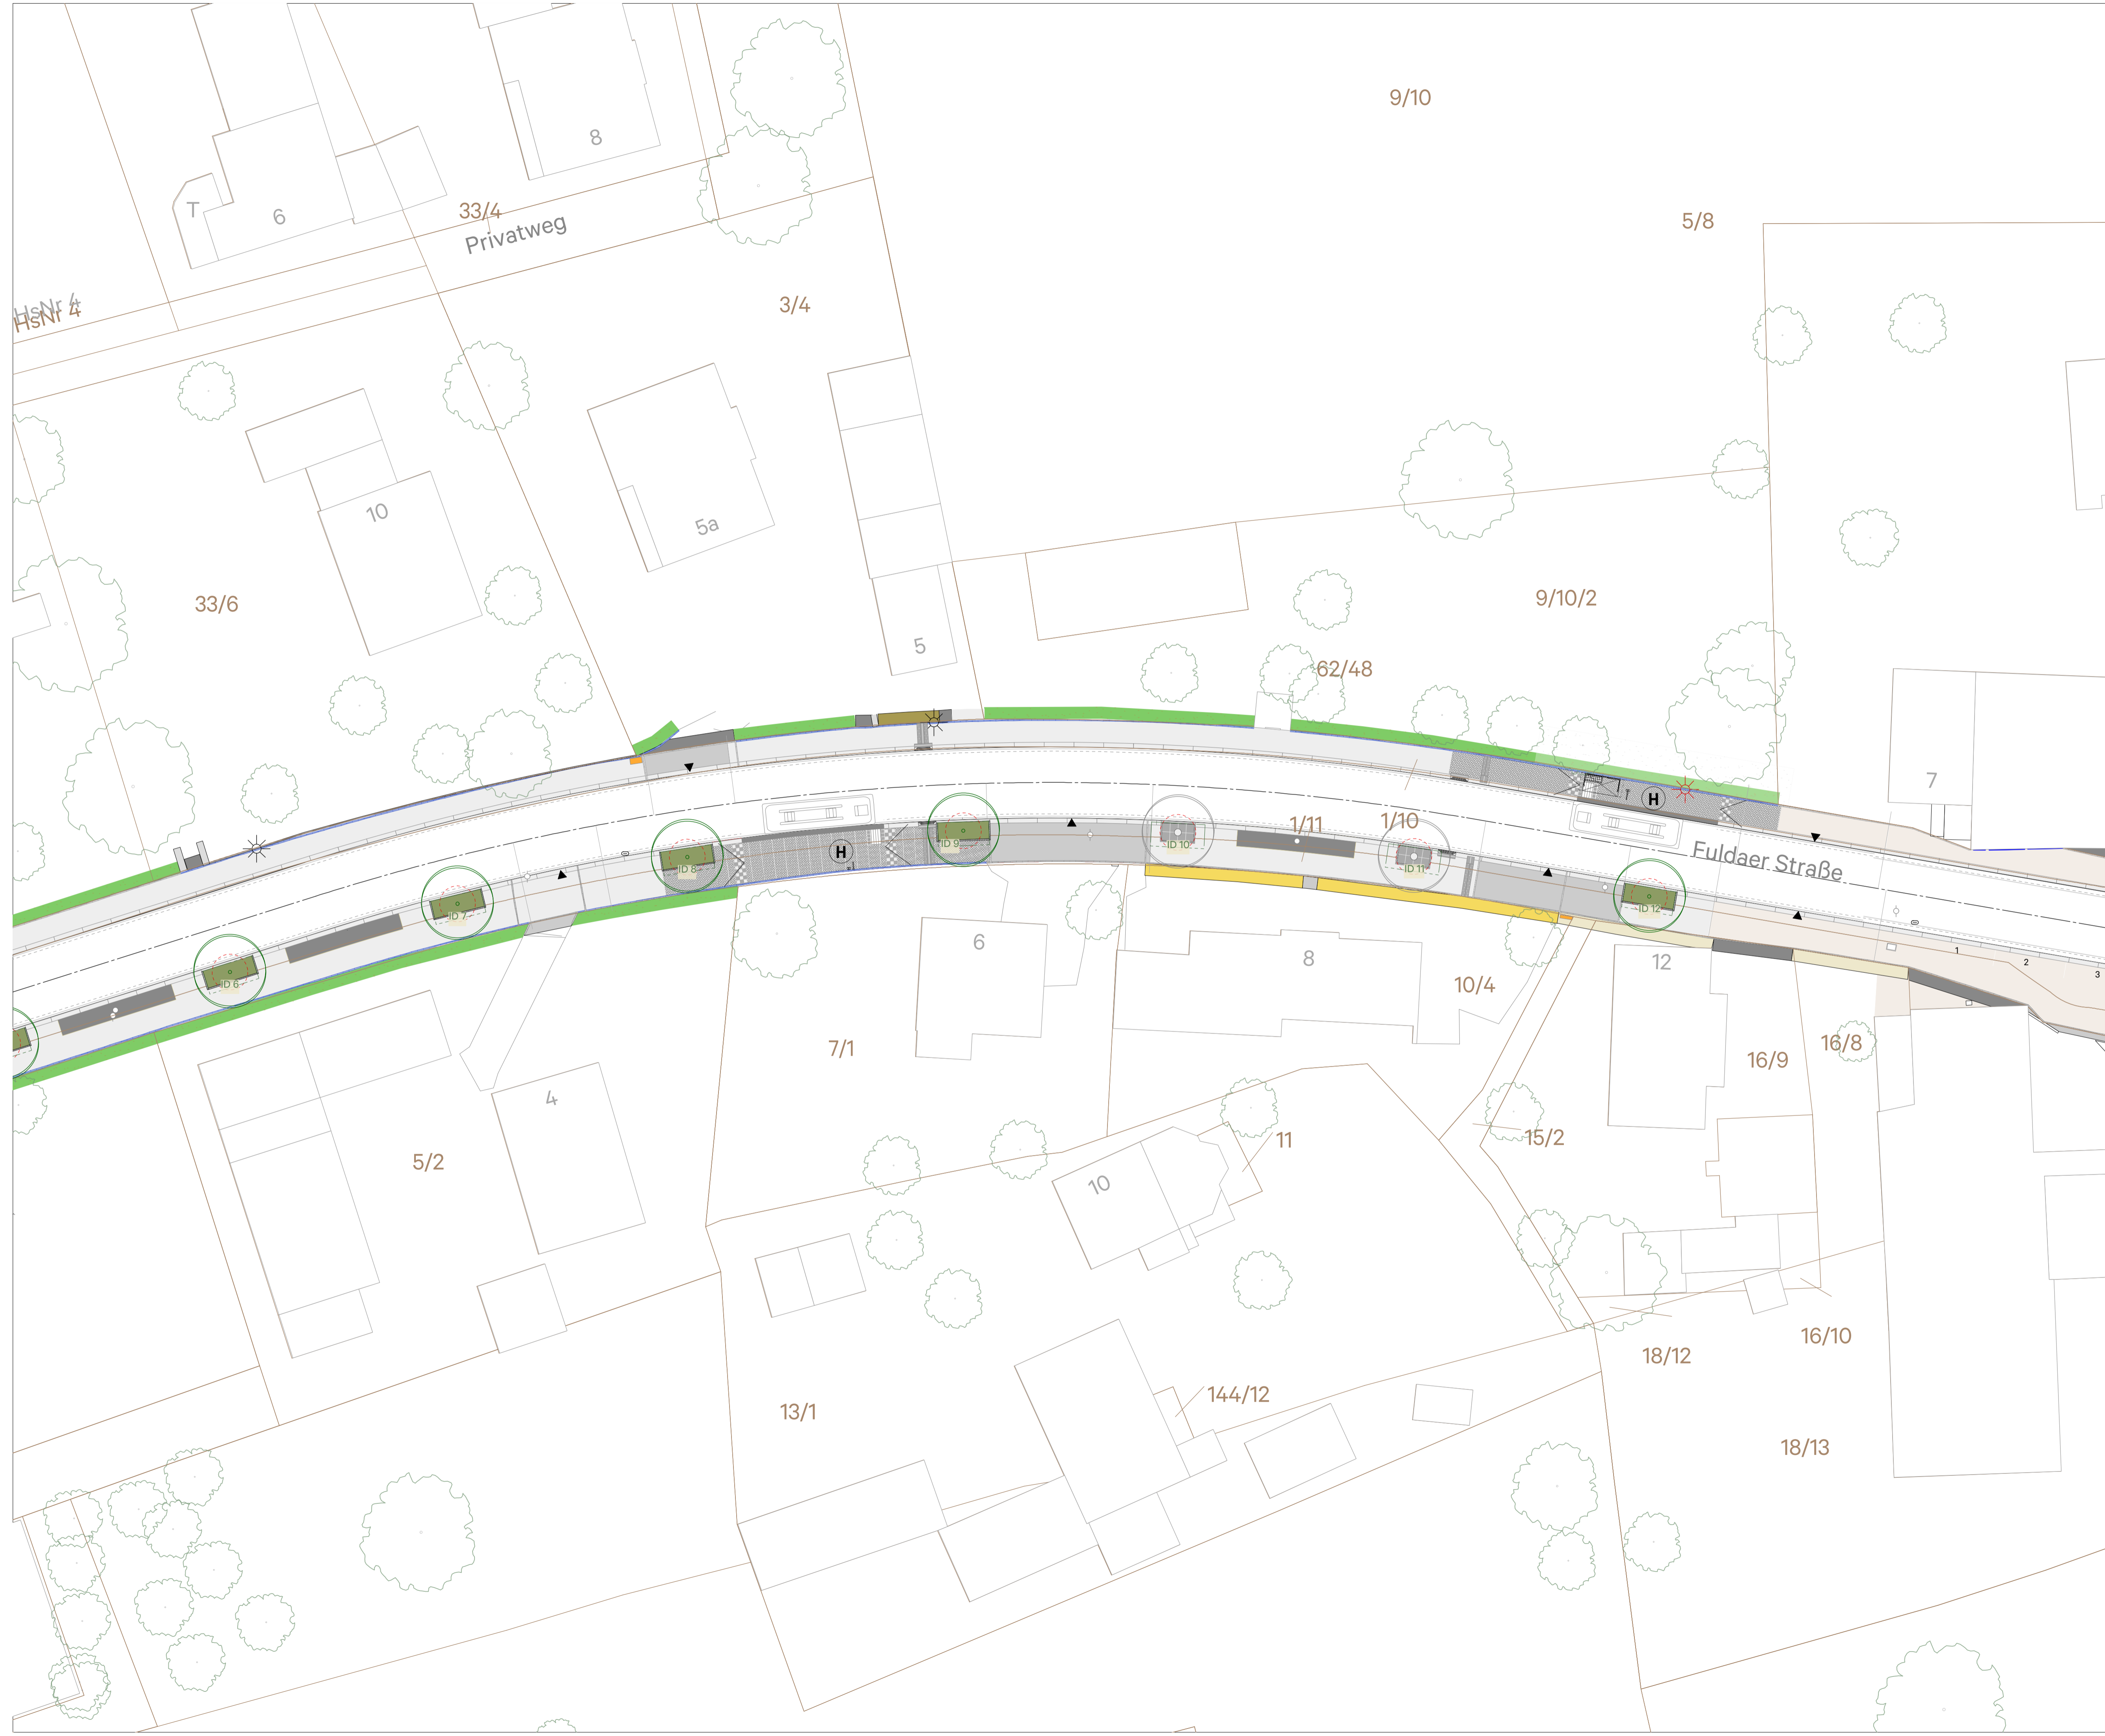 9/10
8
T
6
33/4
Privatweg
5/8
HsNr 4
HsNr 4
3/4
10
5a
33/6
9/10/2
5
62/48
7
H
1/11
1/10
Fuldaer Straße
ID 9
ID 10
H
ID 8
ID 11
ID 7
ID 12
ID 6
6
8
12
1
2
3
10/4
7/1
16/8
16/9
4
15/2
11
5/2
10
16/10
18/12
144/12
13/1
18/13